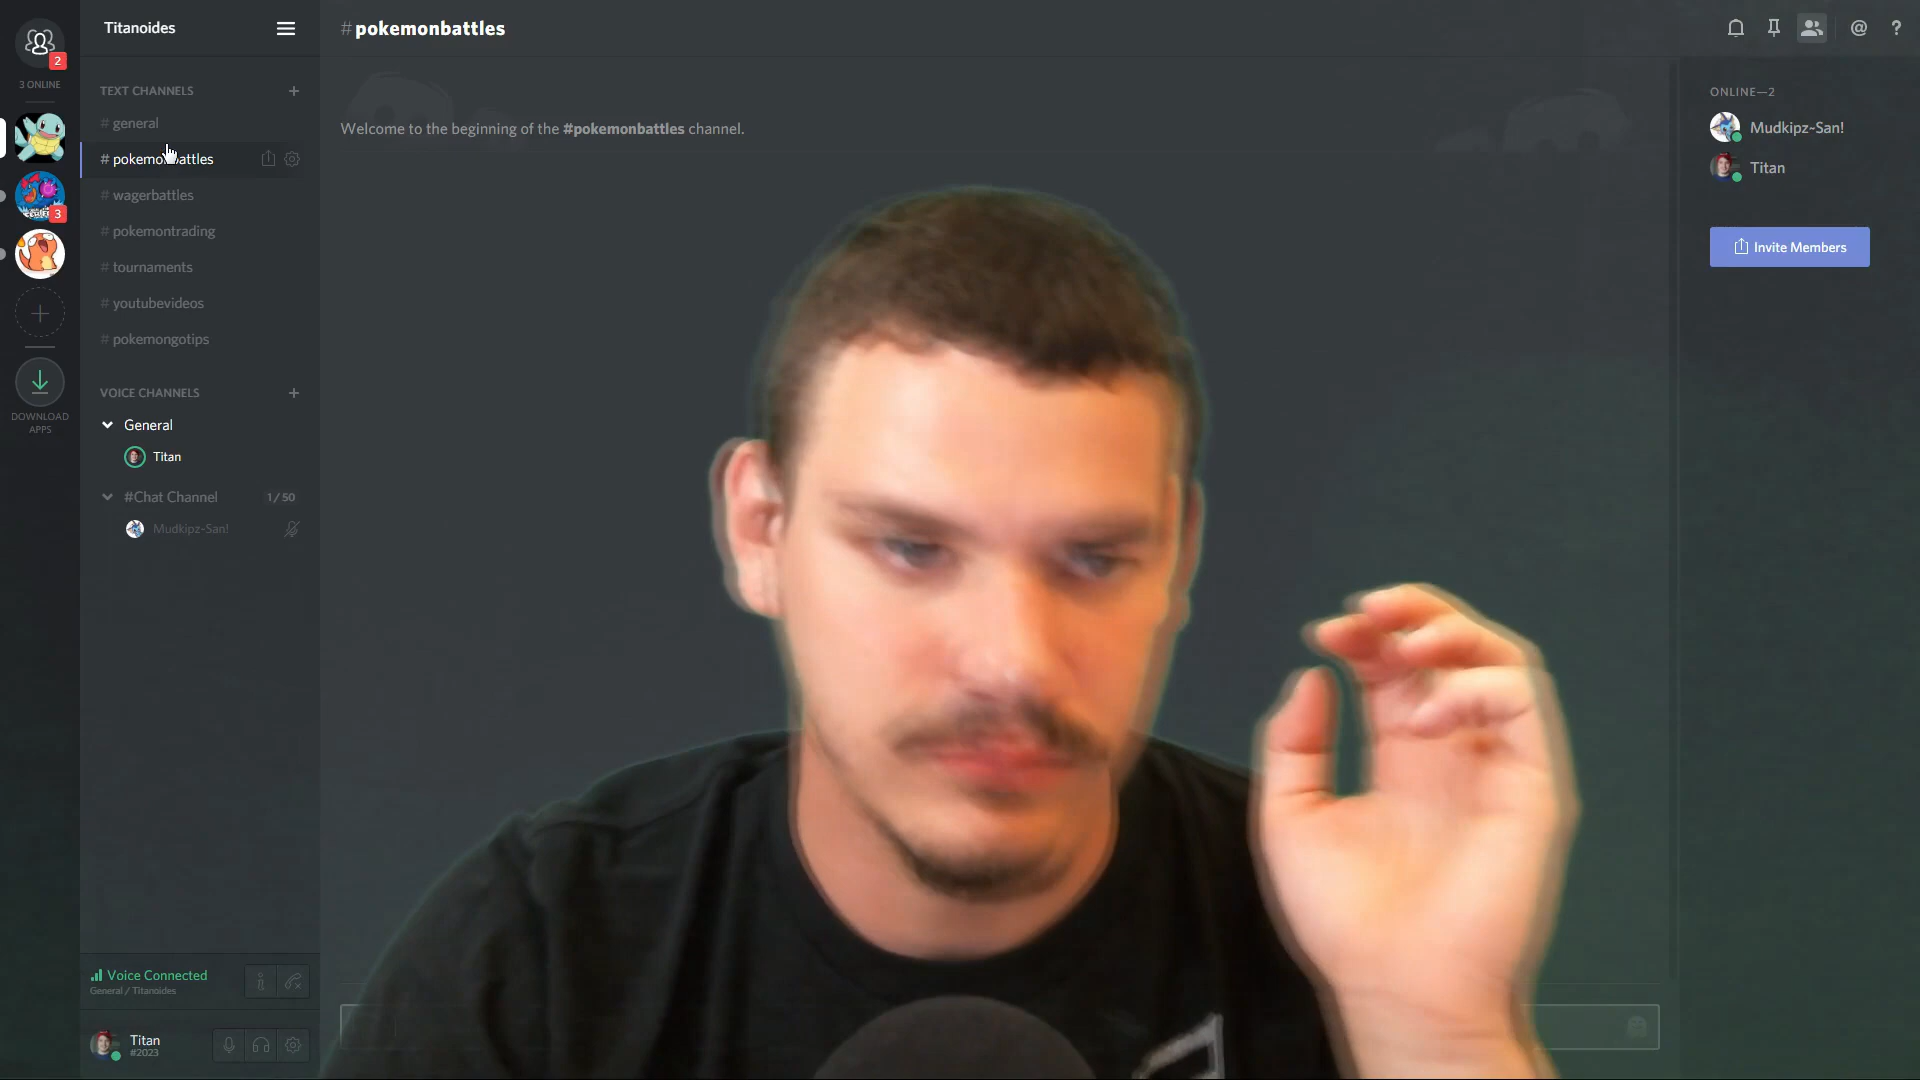 2
3 ONLINE
3
DOWNLOAD
APPS
Titanoides
TEXT CHANNELS
# general
# pokemonbattles
# wagerbattles
# pokemontrading
# tournaments
# youtubevideos
# pokemongotips
VOICE CHANNELS
General
Titan
#Chat Channel 1/50
Mudkipz-San!
Voice Connected
General / Titanoides
Titan
#2023
#pokemonbattles
Welcome to the beginning of the #pokemonbattles channel.
@ ?
ONLINE—2
Mudkipz-San!
Titan
Invite Members